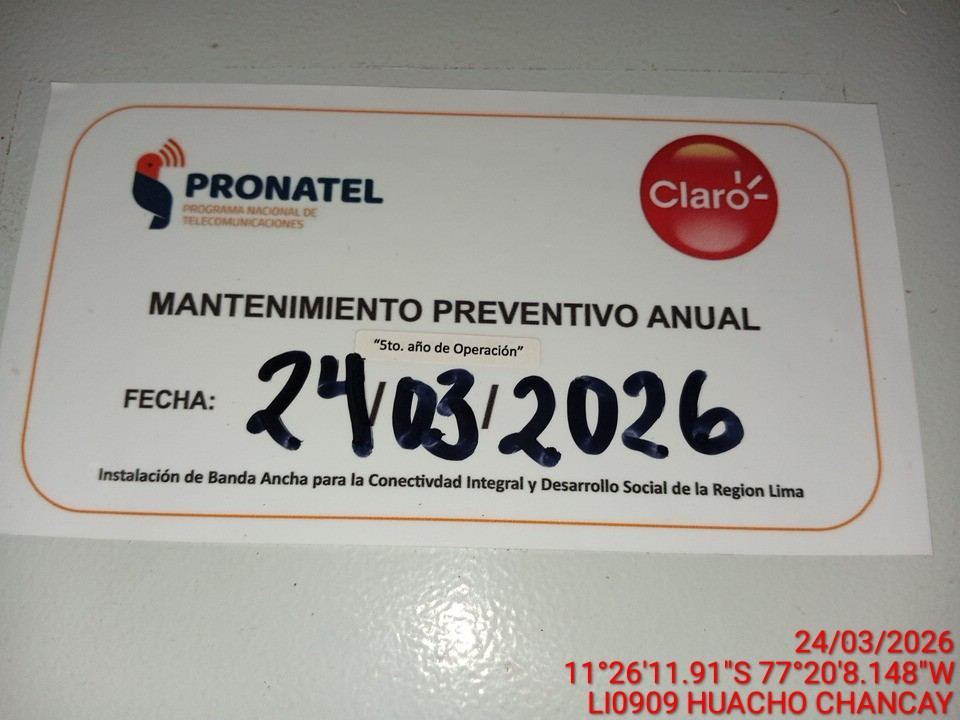 PRONATEL
PROGRAMA NACIONAL DE
TELECOMUNICACIONES
Claro
MANTENIMIENTO PREVENTIVO ANUAL
“5to. año de Operación”
FECHA: 24/03/2026
Instalación de Banda Ancha para la Conectivdad Integral y Desarrollo Social de la Region Lima
24/03/2026
11°26'11.91"S 77°20'8.148"W
LI0909 HUACHO CHANCAY